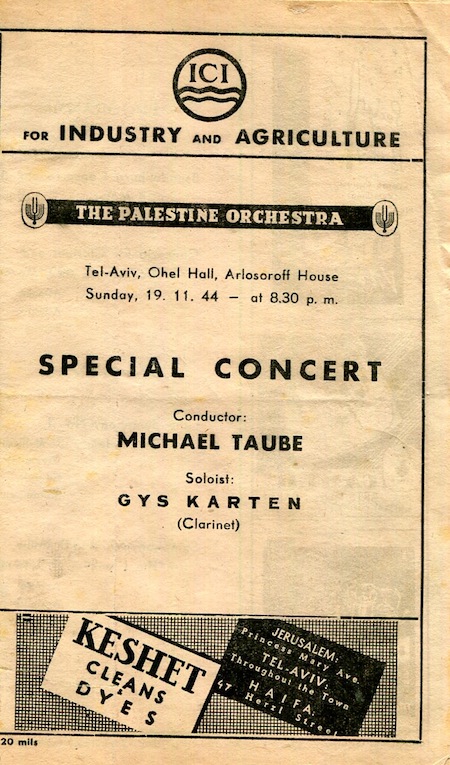 ICI
FOR INDUSTRY AND AGRICULTURE
THE PALESTINE ORCHESTRA
Tel-Aviv, Ohel Hall, Arlosoroff House
Sunday, 19. 11. 44 — at 8.30 p. m.
SPECIAL CONCERT
Conductor:
MICHAEL TAUBE
Soloist:
GYS KARTEN
(Clarinet)
KESHET
CLEANS
&
DYES
JERUSALEM:
Princess Mary Ave.
TEL-AVIV:
Throughout the Town
HAIFA:
47 Herzl Street
20 mils